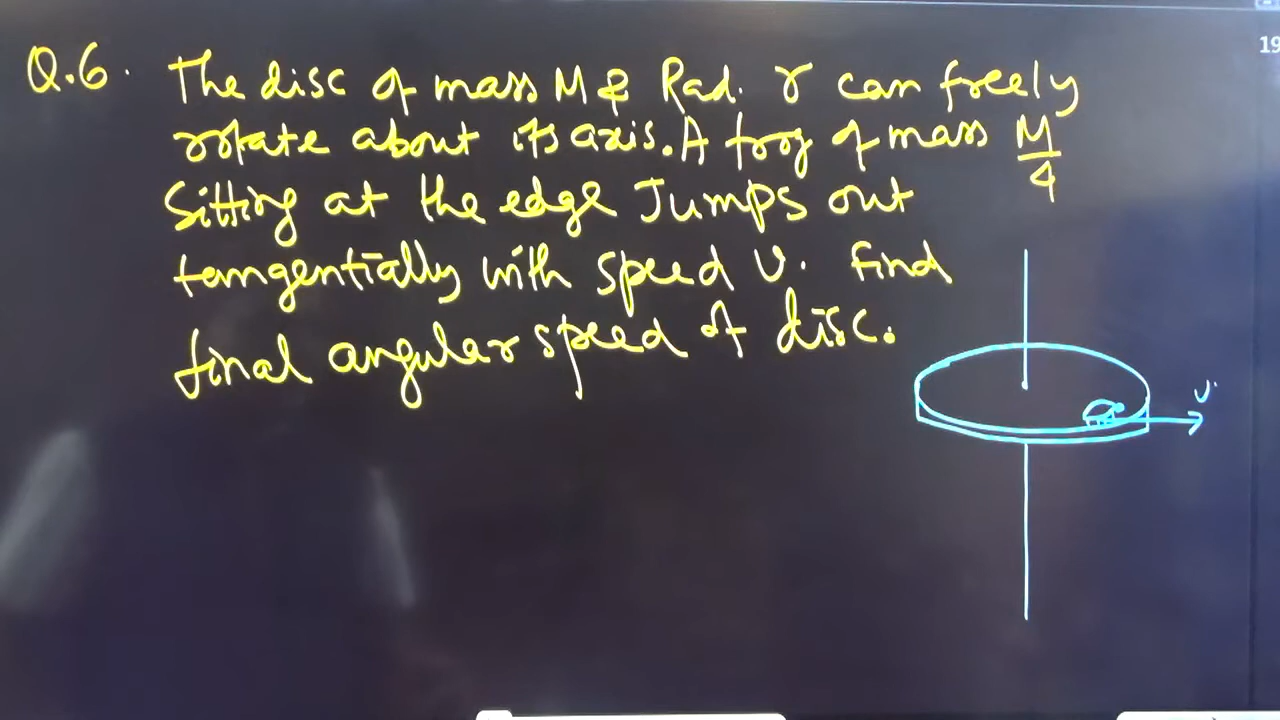 19
Q.6. The disc of mass M & Rad. r can freely
rotate about its axis. A frog of mass M/4
Sitting at the edge Jumps out
tangentially with speed v. find
final angular speed of disc.
v